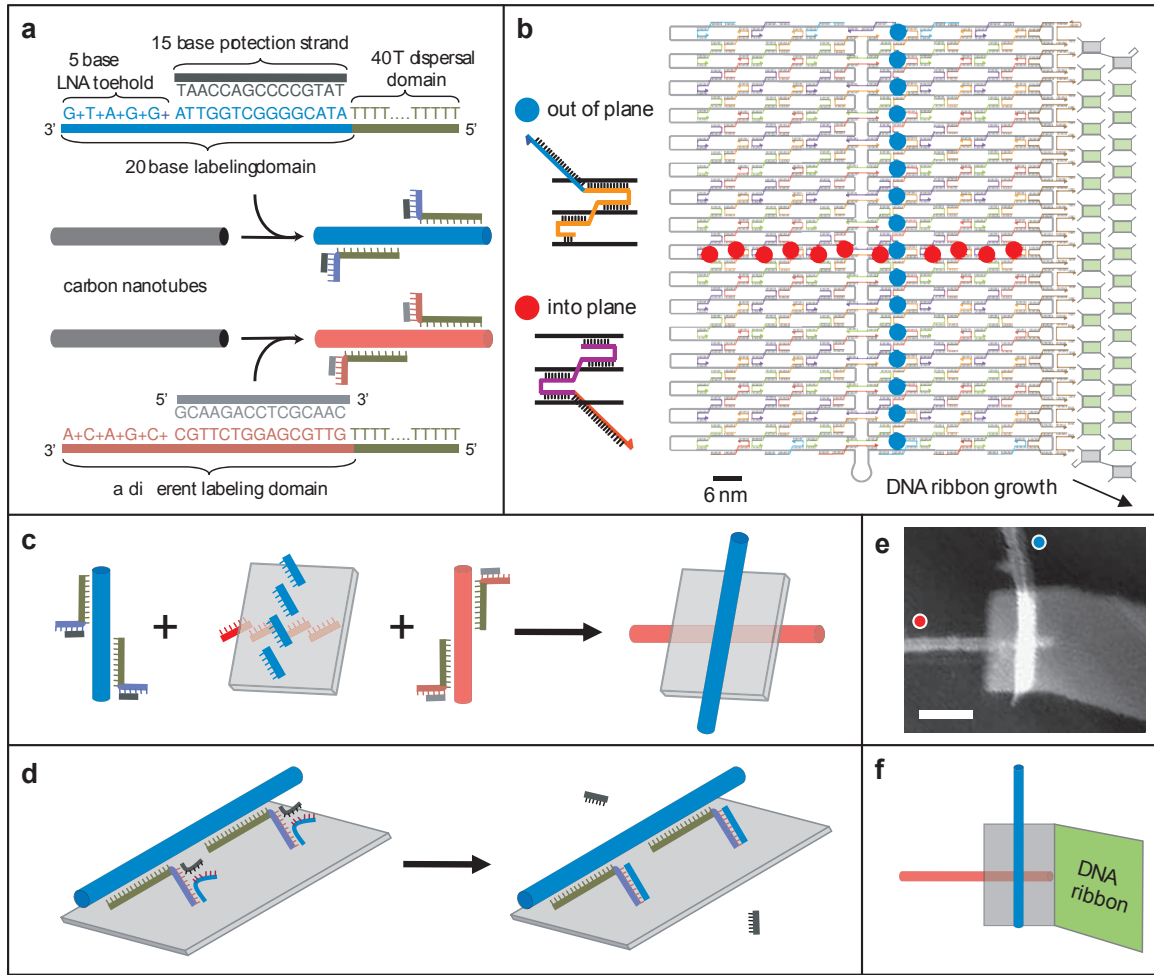 a
15 base protection strand
5 base
LNA toehold
40T dispersal
domain
TAACCAGCCCCGTAT
G+T+A+G+G+ ATTGGTCGGGGCATA TTTT....TTTTT
3' 5'
20 base labelingdomain
carbon nanotubes
5' 3'
GCAAGACCTCGCAAC
A+C+A+G+C+ CGTTCTGGAGCGTTG TTTT....TTTTT
3' 5'
a di erent labeling domain
b
out of plane
into plane
6 nm
DNA ribbon growth
c
+ +
d
e
f
DNA
ribbon